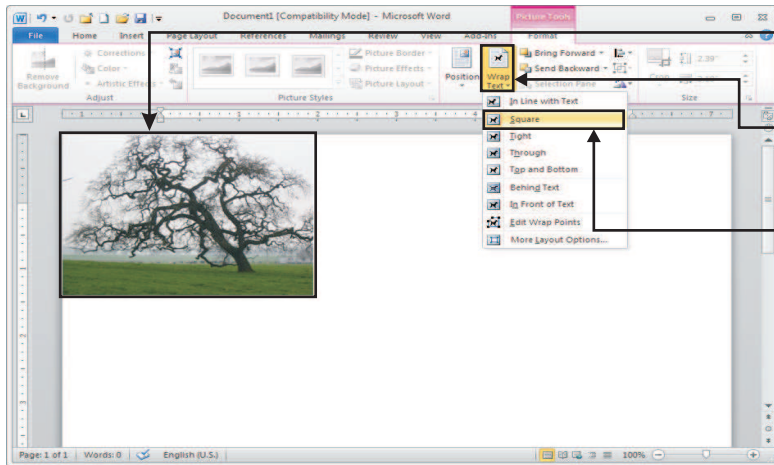 Document1 [Compatibility Mode] - Microsoft Word
Picture Tools
File Home Insert Page Layout References Mailings Review View Add-Ins Format
Remove Background
Corrections
Color
Artistic Effects
Adjust
Picture Border
Picture Effects
Picture Layout
Picture Styles
Position
Wrap Text
Bring Forward
Send Backward
Selection Pane
Crop
2.39"
Size
In Line with Text
Square
Tight
Through
Top and Bottom
Behind Text
In Front of Text
Edit Wrap Points
More Layout Options...
Page: 1 of 1 Words: 0 English (U.S.) 100%